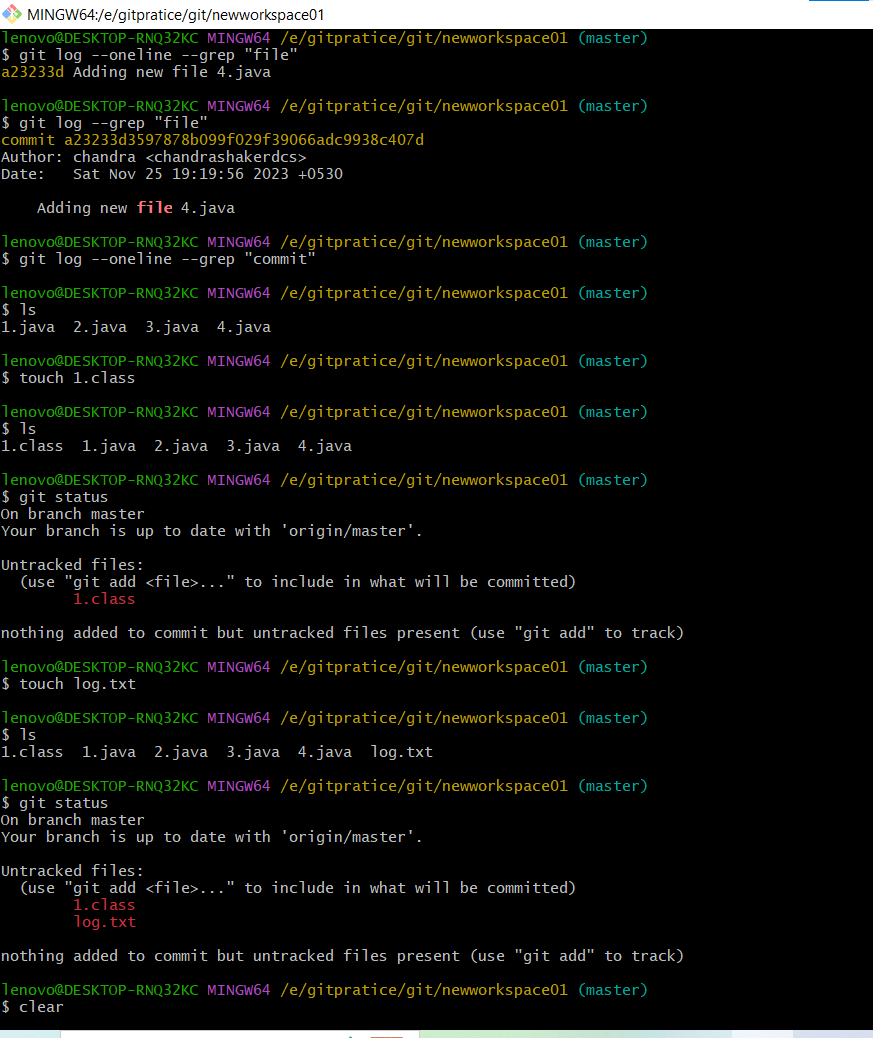 MINGW64:/e/gitpratice/git/newworkspace01
lenovo@DESKTOP-RNQ32KC MINGW64 /e/gitpratice/git/newworkspace01 (master)
$ git log --oneline --grep "file"
a23233d Adding new file 4.java
lenovo@DESKTOP-RNQ32KC MINGW64 /e/gitpratice/git/newworkspace01 (master)
$ git log --grep "file"
commit a23233d3597878b099f029f39066adc9938c407d
Author: chandra <chandrashakerdcs>
Date:   Sat Nov 25 19:19:56 2023 +0530
    Adding new file 4.java
lenovo@DESKTOP-RNQ32KC MINGW64 /e/gitpratice/git/newworkspace01 (master)
$ git log --oneline --grep "commit"
lenovo@DESKTOP-RNQ32KC MINGW64 /e/gitpratice/git/newworkspace01 (master)
$ ls
1.java  2.java  3.java  4.java
lenovo@DESKTOP-RNQ32KC MINGW64 /e/gitpratice/git/newworkspace01 (master)
$ touch 1.class
lenovo@DESKTOP-RNQ32KC MINGW64 /e/gitpratice/git/newworkspace01 (master)
$ ls
1.class  1.java  2.java  3.java  4.java
lenovo@DESKTOP-RNQ32KC MINGW64 /e/gitpratice/git/newworkspace01 (master)
$ git status
On branch master
Your branch is up to date with 'origin/master'.
Untracked files:
  (use "git add <file>..." to include in what will be committed)
        1.class
nothing added to commit but untracked files present (use "git add" to track)
lenovo@DESKTOP-RNQ32KC MINGW64 /e/gitpratice/git/newworkspace01 (master)
$ touch log.txt
lenovo@DESKTOP-RNQ32KC MINGW64 /e/gitpratice/git/newworkspace01 (master)
$ ls
1.class  1.java  2.java  3.java  4.java  log.txt
lenovo@DESKTOP-RNQ32KC MINGW64 /e/gitpratice/git/newworkspace01 (master)
$ git status
On branch master
Your branch is up to date with 'origin/master'.
Untracked files:
  (use "git add <file>..." to include in what will be committed)
        1.class
        log.txt
nothing added to commit but untracked files present (use "git add" to track)
lenovo@DESKTOP-RNQ32KC MINGW64 /e/gitpratice/git/newworkspace01 (master)
$ clear